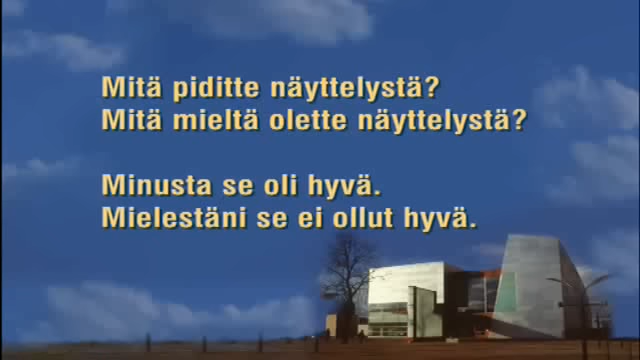 Mitä piditte näyttelystä?
Mitä mieltä olette näyttelystä?
Minusta se oli hyvä.
Mielestäni se ei ollut hyvä.